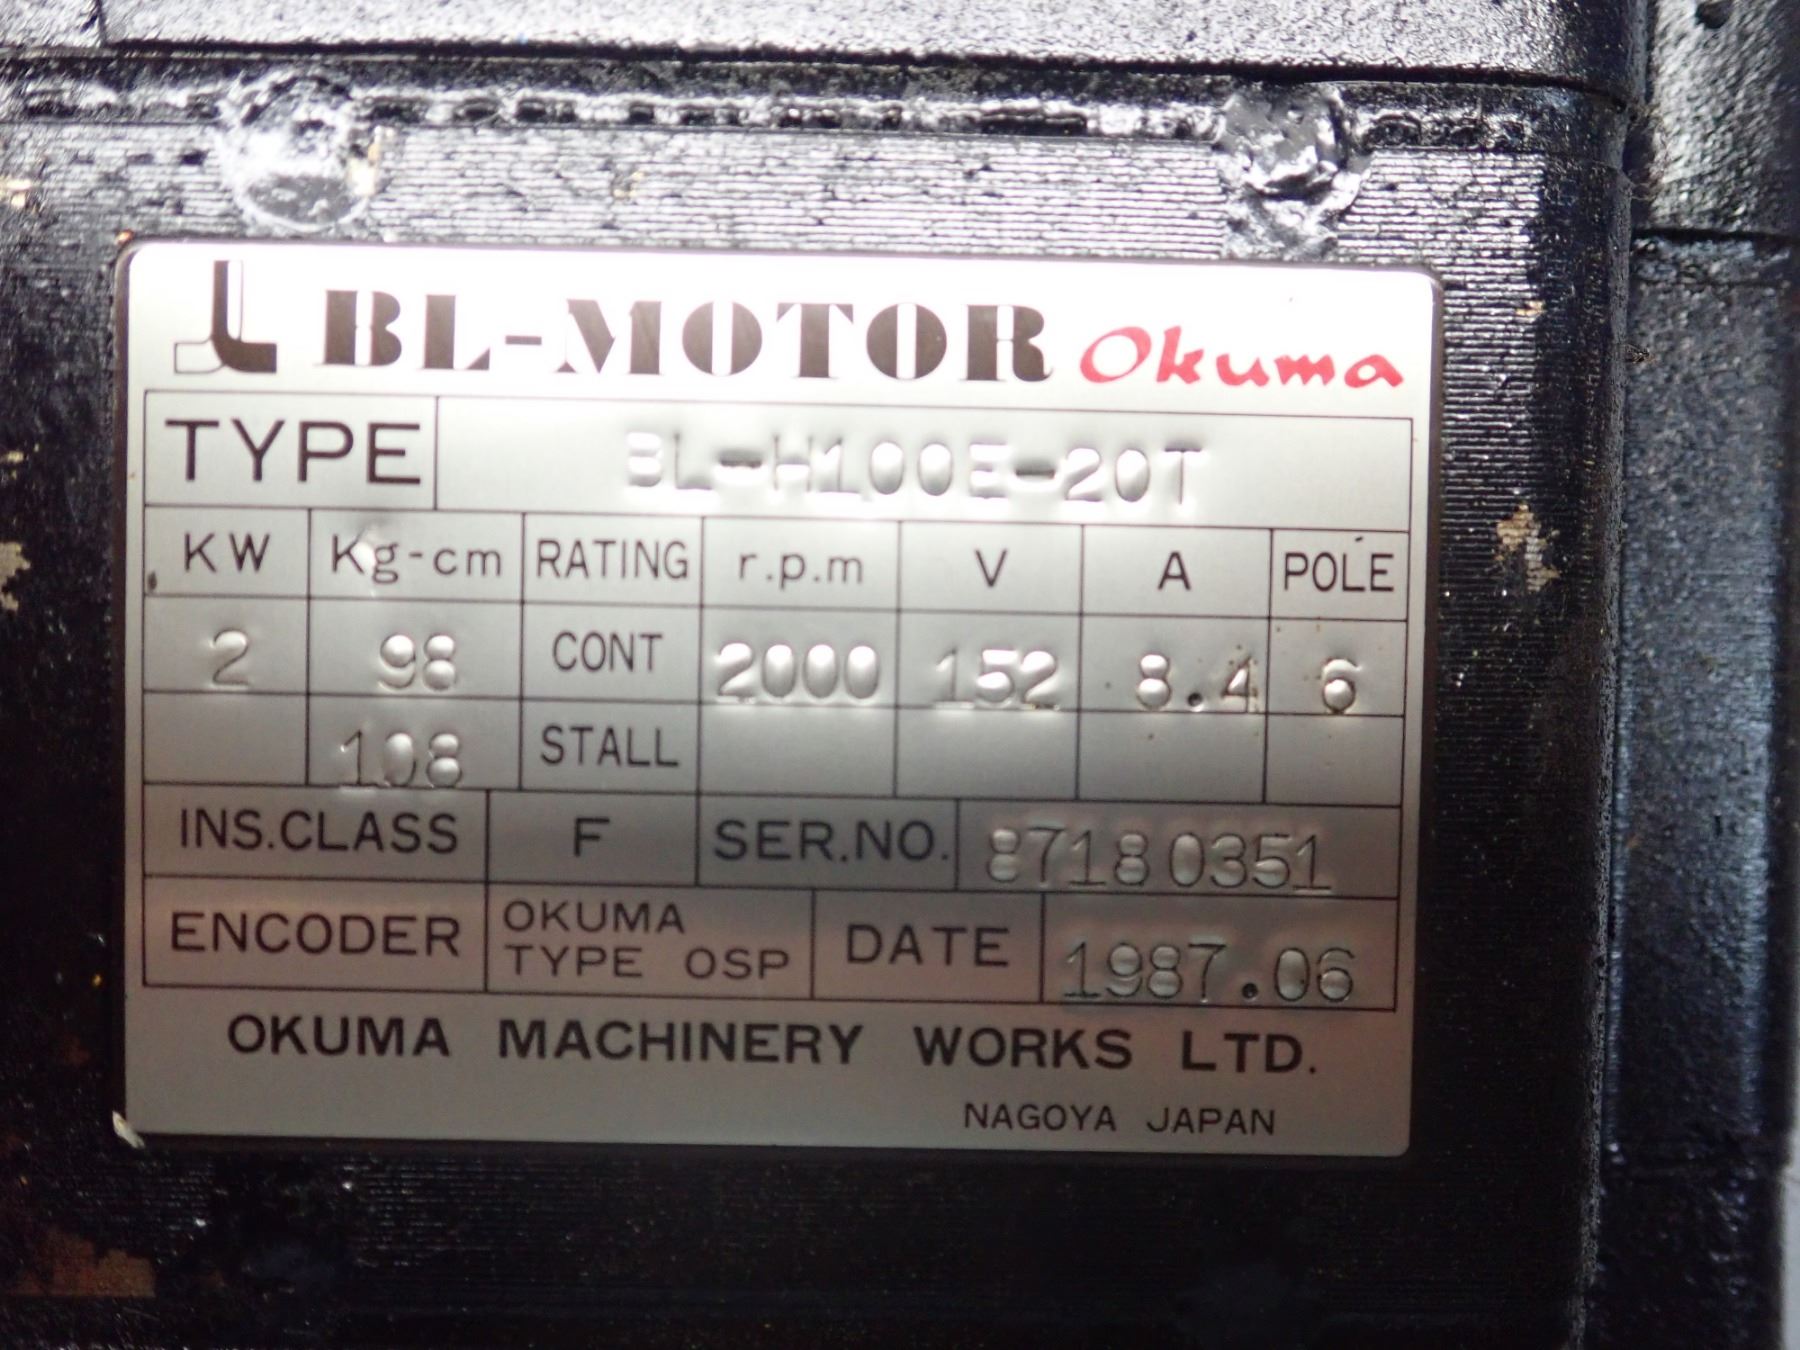 BL-MOTOR Okuma
TYPE BL-H100E-20T
KW Kg-cm RATING r.p.m V A POLE
2 98 CONT 2000 152 8.4 6
108 STALL
INS.CLASS F SER.NO. 87180351
ENCODER OKUMA TYPE OSP DATE 1987.06
OKUMA MACHINERY WORKS LTD.
NAGOYA JAPAN